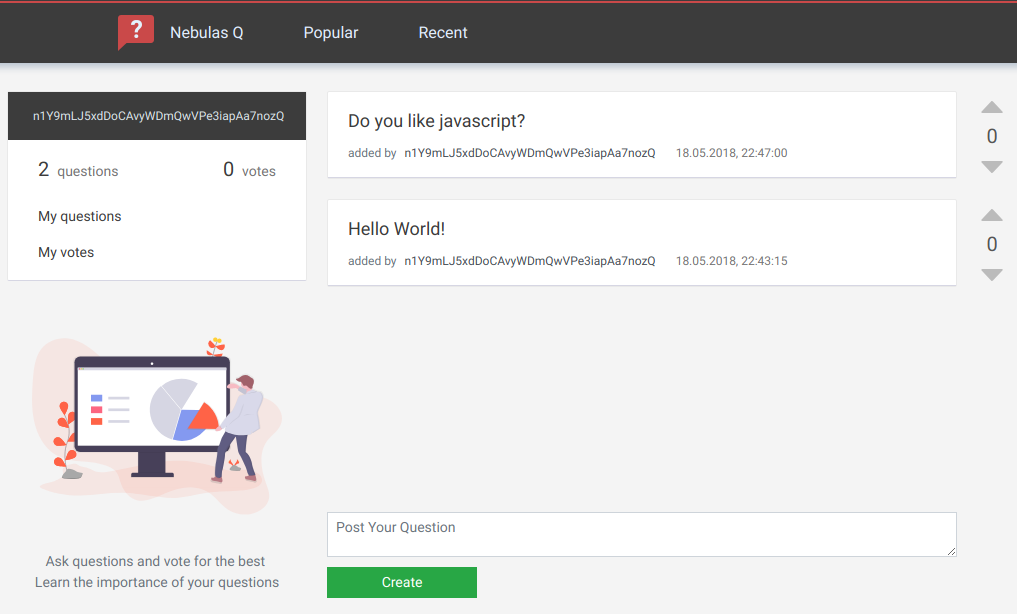 ?
Nebulas Q Popular Recent
n1Y9mLJ5xdDoCAvyWDmQwVPe3iapAa7nozQ
2 questions 0 votes
My questions
My votes
Ask questions and vote for the best
Learn the importance of your questions
Do you like javascript?
added by n1Y9mLJ5xdDoCAvyWDmQwVPe3iapAa7nozQ 18.05.2018, 22:47:00
0
Hello World!
added by n1Y9mLJ5xdDoCAvyWDmQwVPe3iapAa7nozQ 18.05.2018, 22:43:15
0
Post Your Question
Create